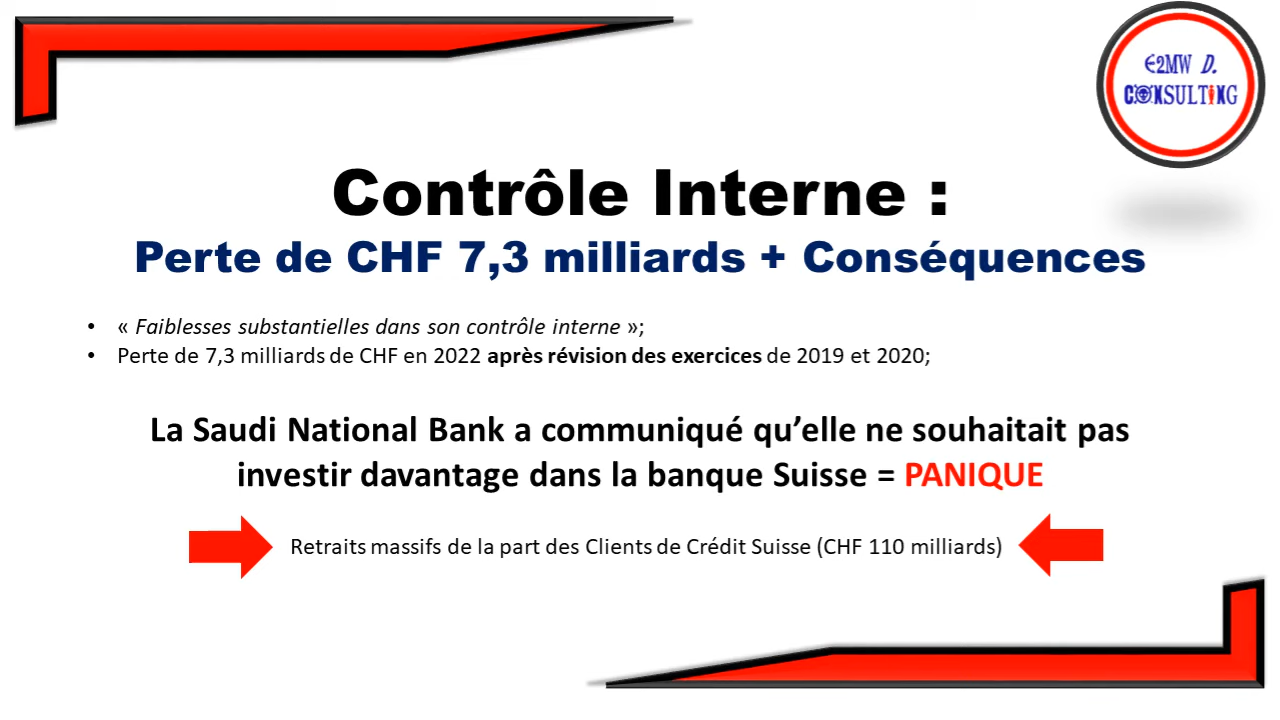 ∈2MW D.
CONSULTING
Contrôle Interne :
Perte de CHF 7,3 milliards + Conséquences
• « Faiblesses substantielles dans son contrôle interne »;
• Perte de 7,3 milliards de CHF en 2022 après révision des exercices de 2019 et 2020;
La Saudi National Bank a communiqué qu’elle ne souhaitait pas
investir davantage dans la banque Suisse = PANIQUE
Retraits massifs de la part des Clients de Crédit Suisse (CHF 110 milliards)